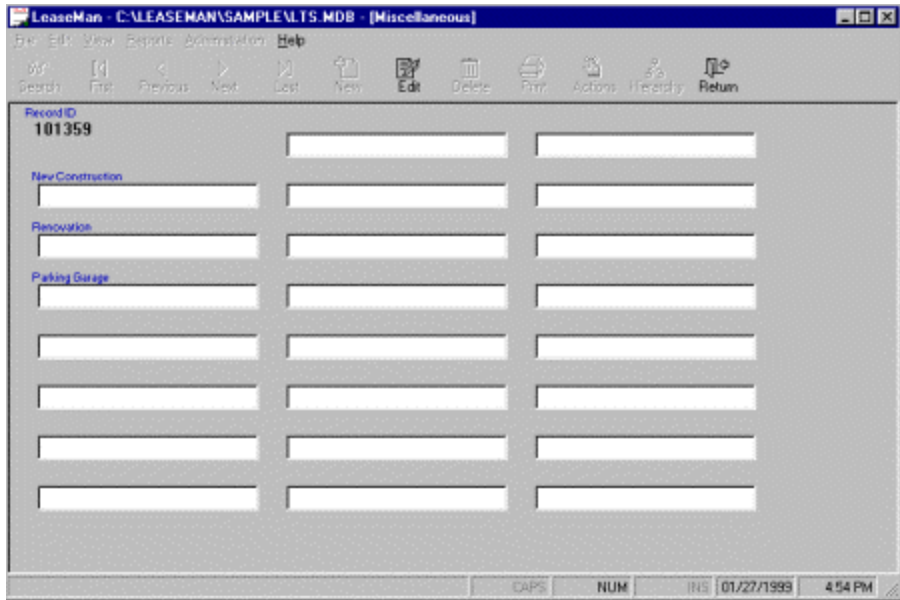 LeaseMan - C:\LEASEMAN\SAMPLE\LTS.MDB - [Miscellaneous]
File Edit View Reports Administration Help
Search First Previous Next Last New Edit Delete Print Actions Hierarchy Return
Record ID
101359
New Construction
Renovation
Parking Garage
CAPS NUM INS 01/27/1999 4:54 PM